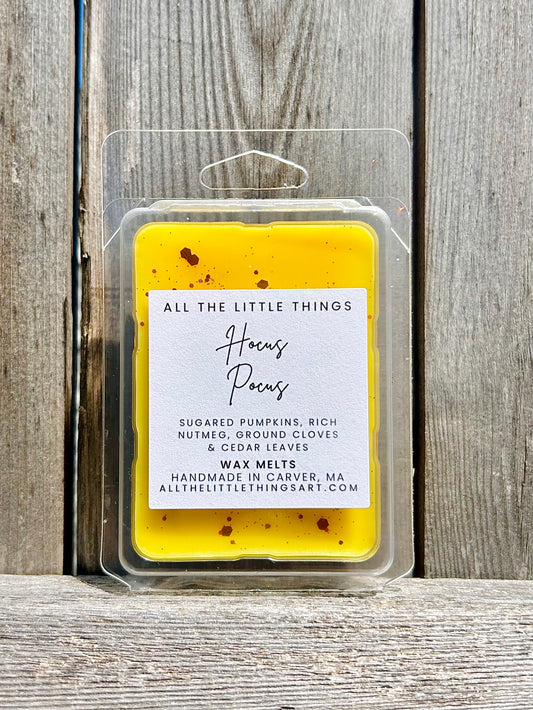 ALL THE LITTLE THINGS
Hocus
Pocus
SUGARED PUMPKINS, RICH
NUTMEG, GROUND CLOVES
& CEDAR LEAVES
WAX MELTS
HANDMADE IN CARVER, MA
ALLTHELITTLETHINGSART.COM